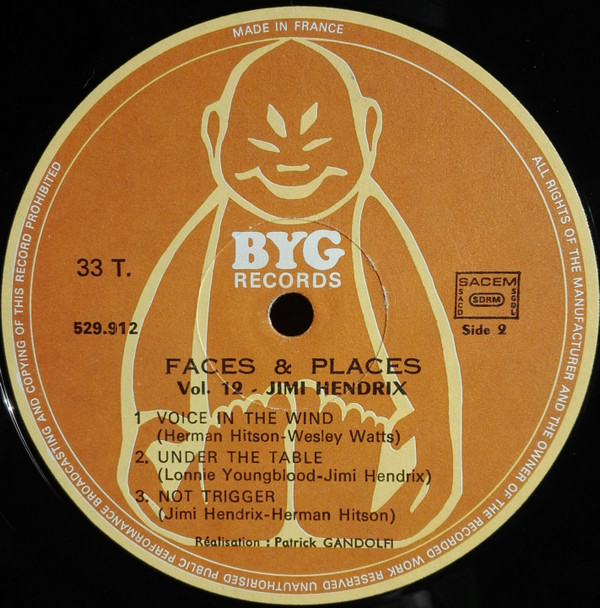 MADE IN FRANCE
ALL RIGHTS OF THE MANUFACTURER AND THE OWNER OF THE RECORDED WORK RESERVED UNAUTHORISED PUBLIC PERFORMANCE BROADCASTING AND COPYING OF THIS RECORD PROHIBITED
BYG
RECORDS
33 T.
529.912
SACEM
SACD
SDRM
SGDL
Side 2
FACES & PLACES
Vol. 12 - JIMI HENDRIX
1 VOICE IN THE WIND
(Herman Hitson-Wesley Watts)
2. UNDER THE TABLE
(Lonnie Youngblood-Jimi Hendrix)
3. NOT TRIGGER
(Jimi Hendrix-Herman Hitson)
Réalisation : Patrick GANDOLFI